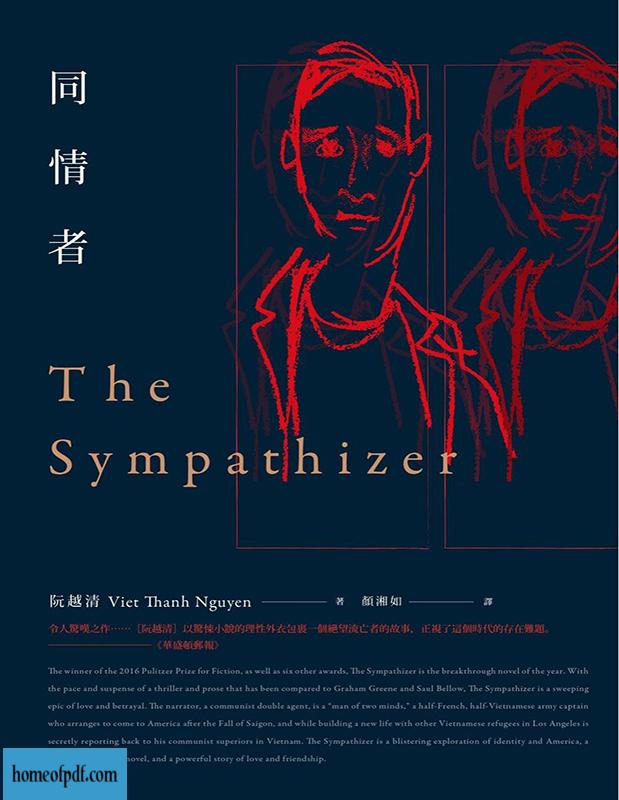 同
情
者
The
Sympathizer
阮越清 Viet Thanh Nguyen 著 顏湘如 譯
令人驚嘆之作⋯⋯［阮越清］以驚悚小說的理性外衣包裹一個絕望流亡者的故事，正視了這個時代的存在難題。
《華盛頓郵報》
The winner of the 2016 Pulitzer Prize for Fiction, as well as six other awards, The Sympathizer is the breakthrough novel of the year. With
the pace and suspense of a thriller and prose that has been compared to Graham Greene and Saul Bellow, The Sympathizer is a sweeping
epic of love and betrayal. The narrator, a communist double agent, is a “man of two minds,” a half-French, half-Vietnamese army captain
who arranges to come to America after the Fall of Saigon, and while building a new life with other Vietnamese refugees in Los Angeles is
secretly reporting back to his communist superiors in Vietnam. The Sympathizer is a blistering exploration of identity and America, a
novel, and a powerful story of love and friendship.
homeofpdf.com